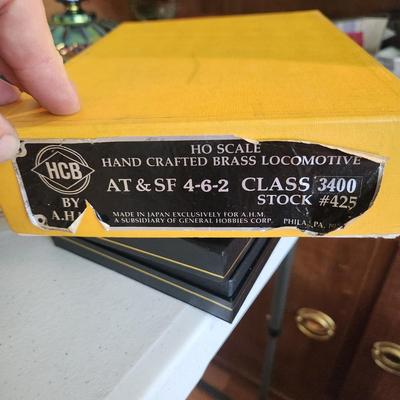 HO SCALE
HAND CRAFTED BRASS LOCOMOTIVE
HCB
AT & SF 4-6-2 CLASS 3400
BY
STOCK #425
A.H.
MADE IN JAPAN EXCLUSIVELY FOR A.H.M.
A SUBSIDIARY OF GENERAL HOBBIES CORP.